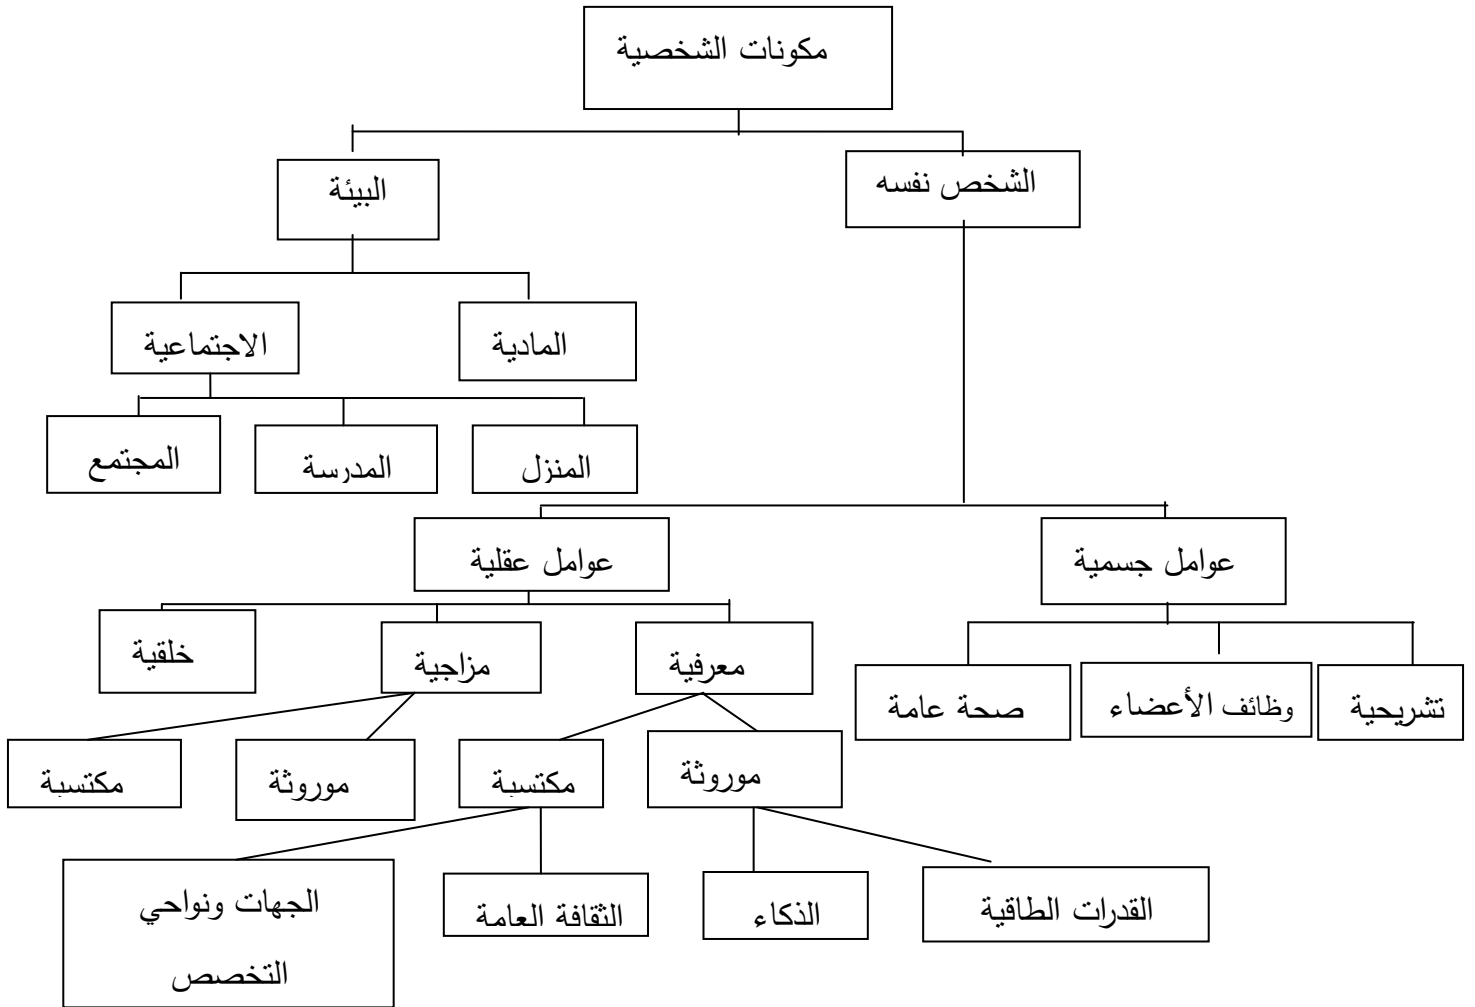 مكونات الشخصية
الشخص نفسه
البيئة
المادية
الاجتماعية
المنزل
المدرسة
المجتمع
عوامل جسمية
عوامل عقلية
معرفية
مزاجية
خلقية
تشريحية
وظائف الأعضاء
صحة عامة
موروثة
مكتسبة
موروثة
مكتسبة
القدرات الطاقية
الذكاء
الثقافة العامة
الجهات ونواحي
التخصص